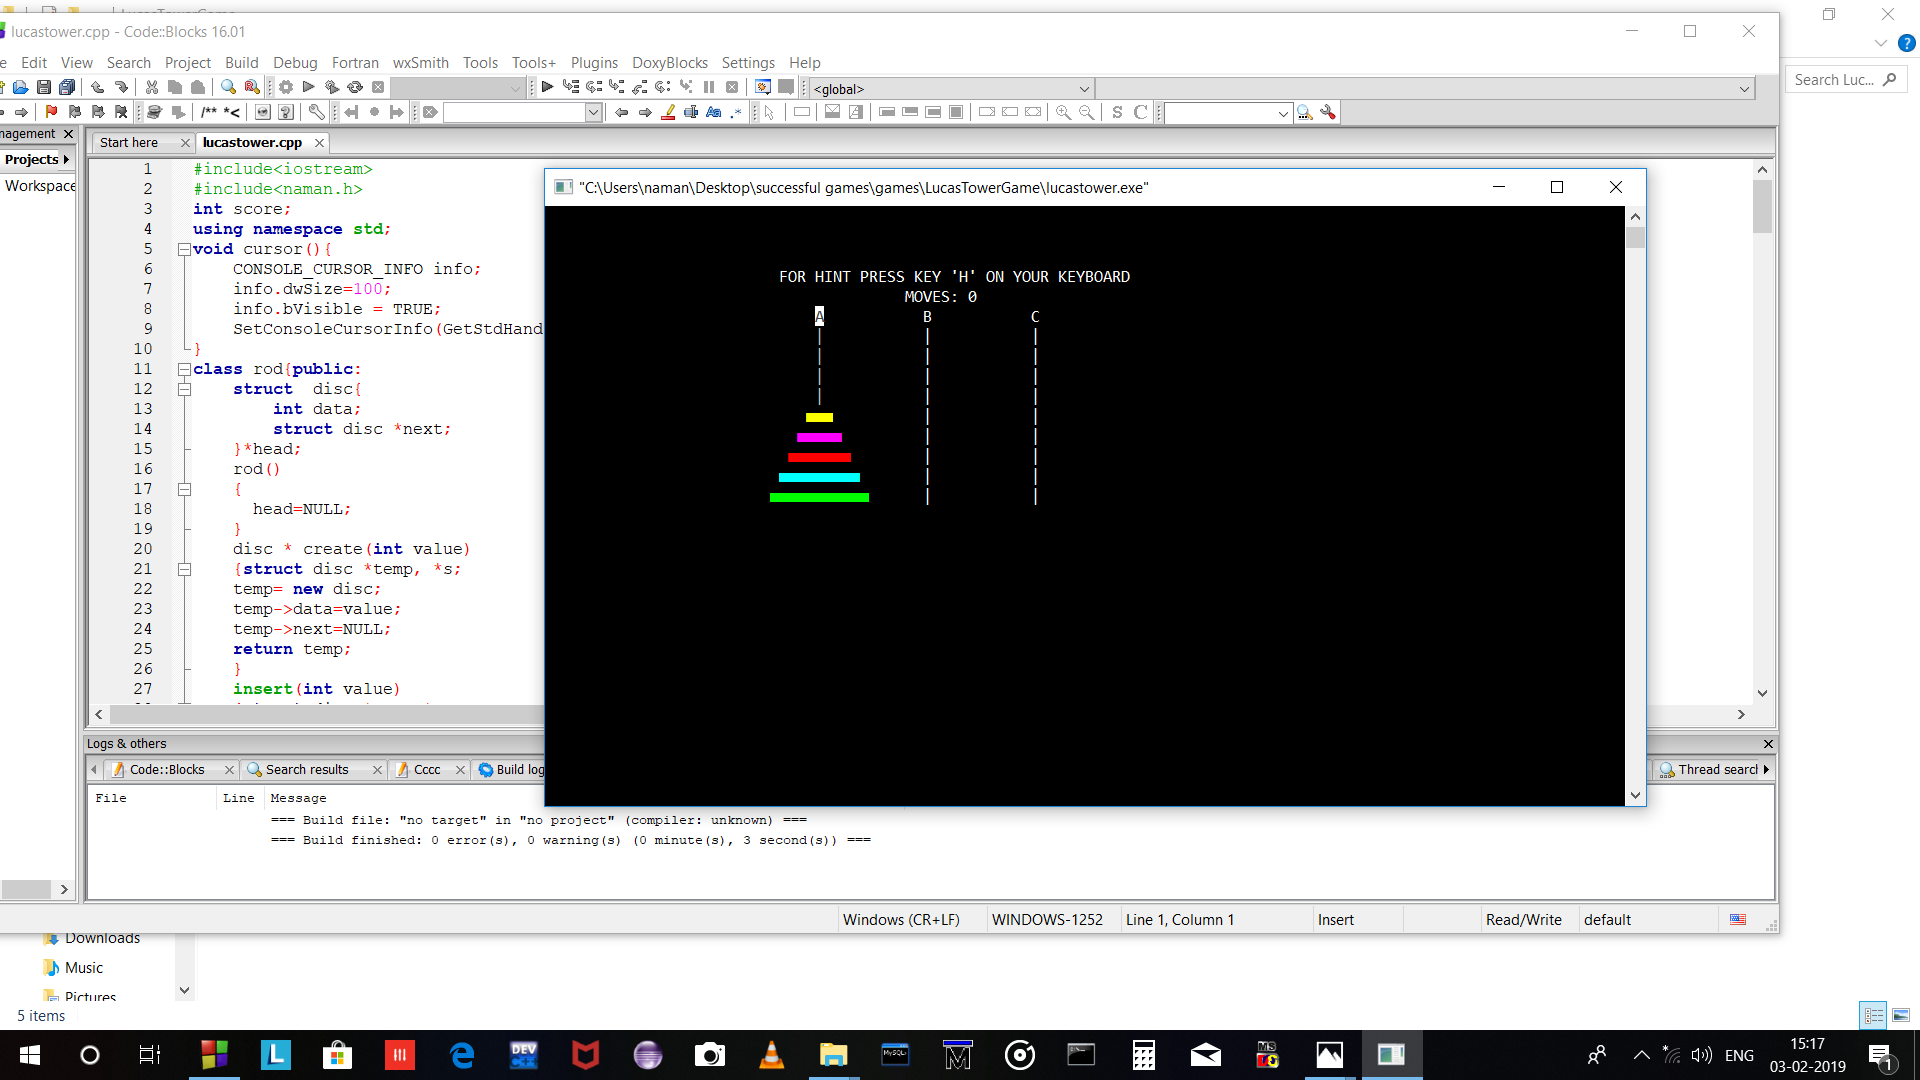 lucastower.cpp - Code::Blocks 16.01
Edit View Search Project Build Debug Fortran wxSmith Tools Tools+ Plugins DoxyBlocks Settings Help
<global>
Search Luc...
/** *<
Aa .*
S C
Management
Start here
lucastower.cpp
Projects
Workspace
1 #include<iostream>
2 #include<naman.h>
3 int score;
4 using namespace std;
5 void cursor(){
6 CONSOLE_CURSOR_INFO info;
7 info.dwSize=100;
8 info.bVisible = TRUE;
9 SetConsoleCursorInfo(GetStdHand
10 }
11 class rod{public:
12 struct  disc{
13 int data;
14 struct disc *next;
15 }*head;
16 rod()
17 {
18 head=NULL;
19 }
20 disc * create(int value)
21 {struct disc *temp, *s;
22 temp= new disc;
23 temp->data=value;
24 temp->next=NULL;
25 return temp;
26 }
27 insert(int value)
"C:\Users\naman\Desktop\successful games\games\LucasTowerGame\lucastower.exe"
FOR HINT PRESS KEY 'H' ON YOUR KEYBOARD
MOVES: 0
A B C
Logs & others
Code::Blocks
Search results
Cccc
Build log
Thread search
File Line Message
=== Build file: "no target" in "no project" (compiler: unknown) ===
=== Build finished: 0 error(s), 0 warning(s) (0 minute(s), 3 second(s)) ===
Windows (CR+LF) WINDOWS-1252 Line 1, Column 1 Insert Read/Write default
Downloads
Music
Pictures
5 items
L
DEV C++
MySQL
ENG
15:17
03-02-2019
1